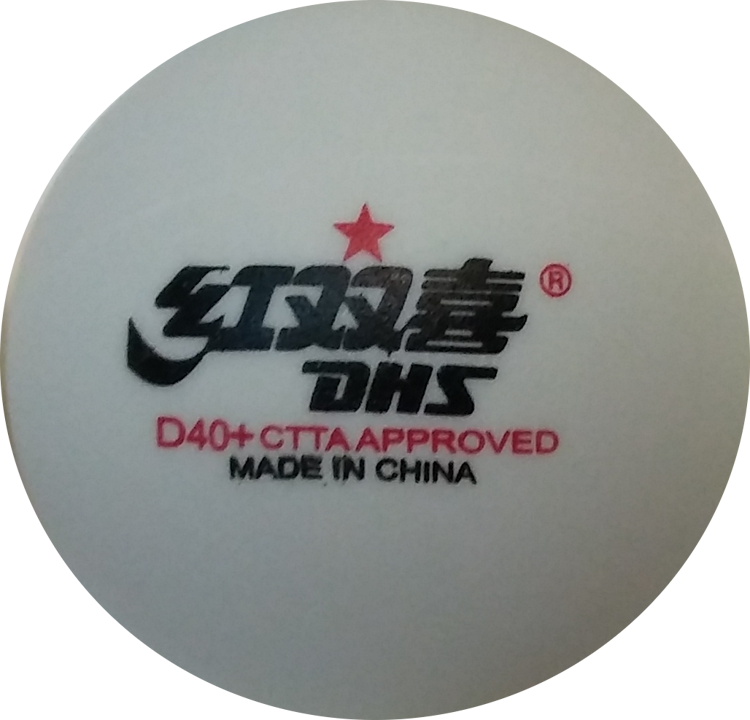 红双喜®
DHS
D40+ CTTA APPROVED
MADE IN CHINA